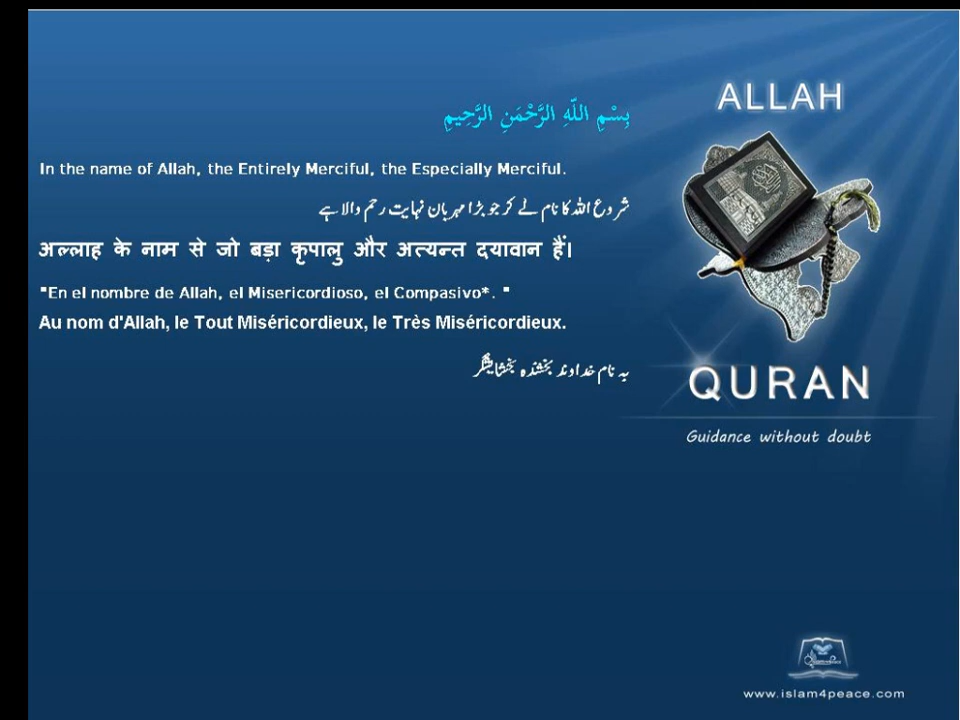 بِسْمِ اللّهِ الرَّحْمَنِ الرَّحِيمِ
In the name of Allah, the Entirely Merciful, the Especially Merciful.
شروع الله کا نام لے کر جو بڑا مہربان نہایت رحم والا ہے
अल्लाह के नाम से जो बड़ा कृपालु और अत्यन्त दयावान हैं।
"En el nombre de Allah, el Misericordioso, el Compasivo*. "
Au nom d'Allah, le Tout Miséricordieux, le Très Miséricordieux.
به نام خداوند بخشنده بخشایشگر
ALLAH
QURAN
Guidance without doubt
www.islam4peace.com